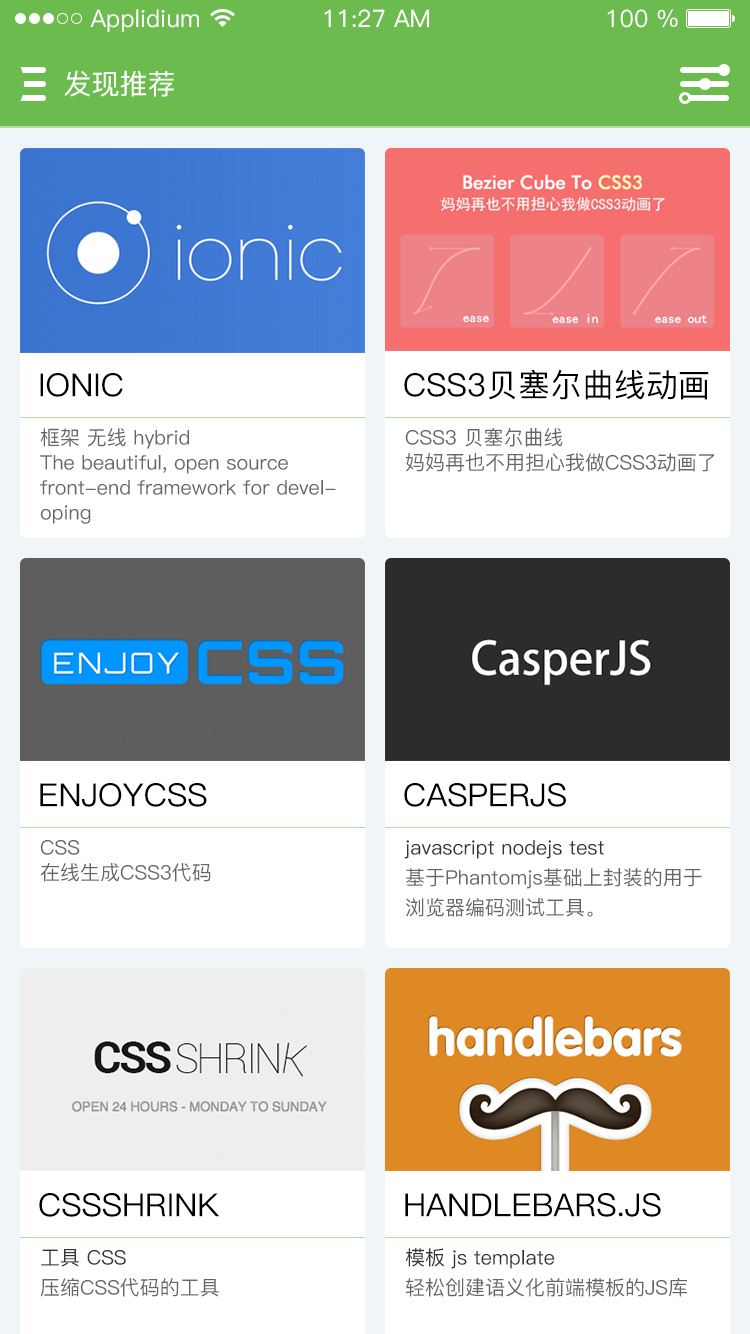 Applidium 11:27 AM 100 %
发现推荐
ionic
Bezier Cube To CSS3
妈妈再也不用担心我做CSS3动画了
ease ease in ease out
IONIC
框架 无线 hybrid
The beautiful, open source
front-end framework for devel-
oping
CSS3贝塞尔曲线动画
CSS3 贝塞尔曲线
妈妈再也不用担心我做CSS3动画了
ENJOY CSS
CasperJS
ENJOYCSS
CSS
在线生成CSS3代码
CASPERJS
javascript nodejs test
基于Phantomjs基础上封装的用于
浏览器编码测试工具。
CSS SHRINK
OPEN 24 HOURS - MONDAY TO SUNDAY
handlebars
CSSSHRINK
工具 CSS
压缩CSS代码的工具
HANDLEBARS.JS
模板 js template
轻松创建语义化前端模板的JS库